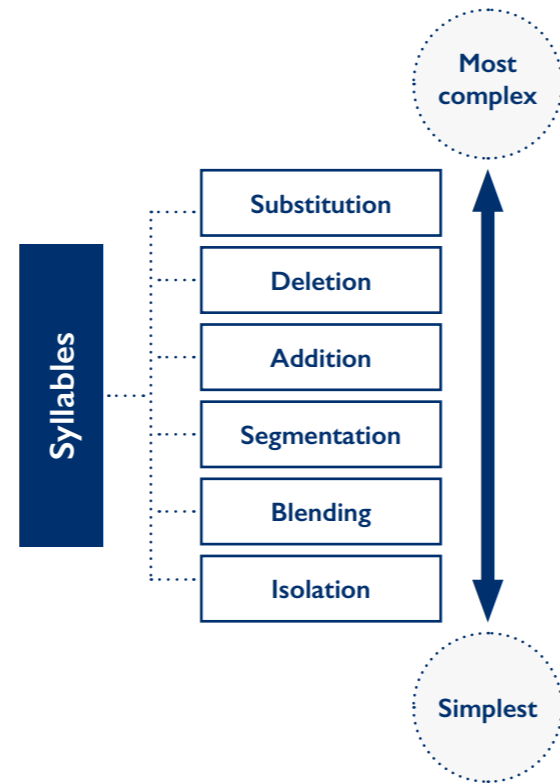 Most
complex
Substitution
Deletion
Addition
Syllables
Segmentation
Blending
Isolation
Simplest